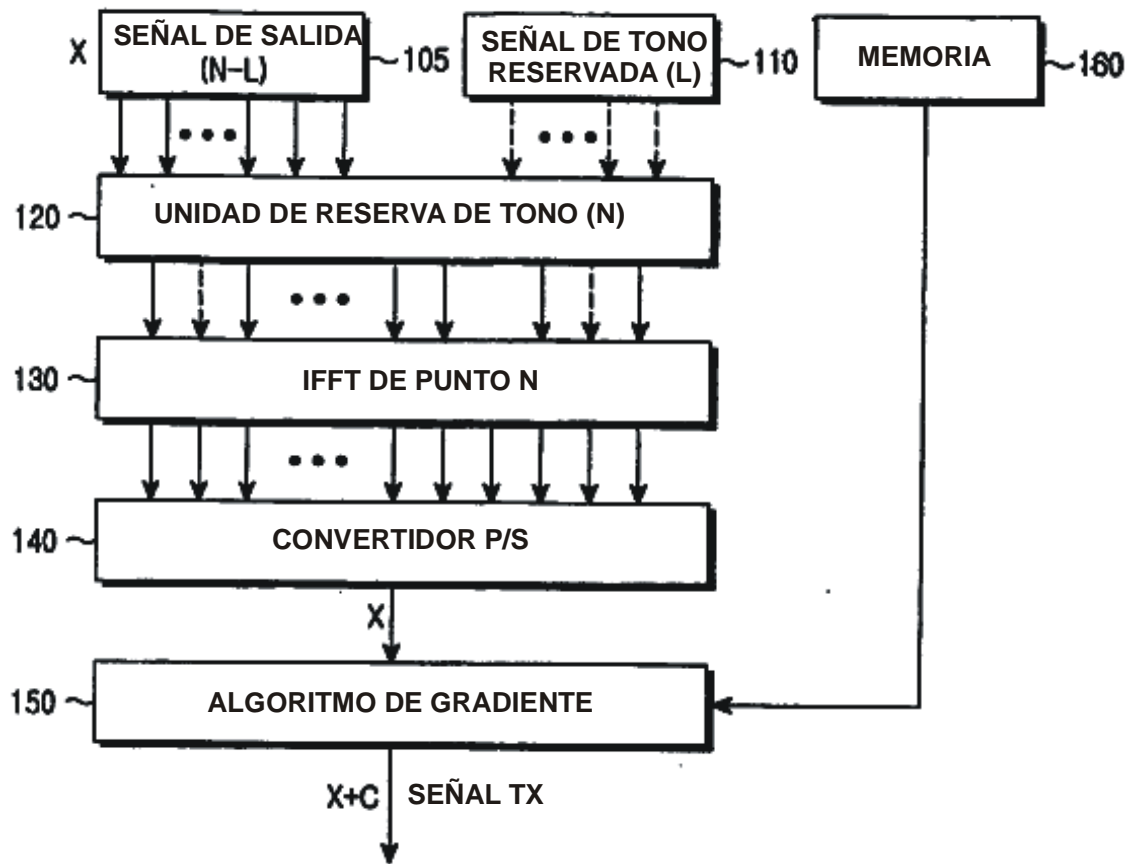 X
SEÑAL DE SALIDA
(N-L)
105
SEÑAL DE TONO
RESERVADA (L)
110
MEMORIA
160
120
UNIDAD DE RESERVA DE TONO (N)
130
IFFT DE PUNTO N
140
CONVERTIDOR P/S
X
150
ALGORITMO DE GRADIENTE
X+C
SEÑAL TX